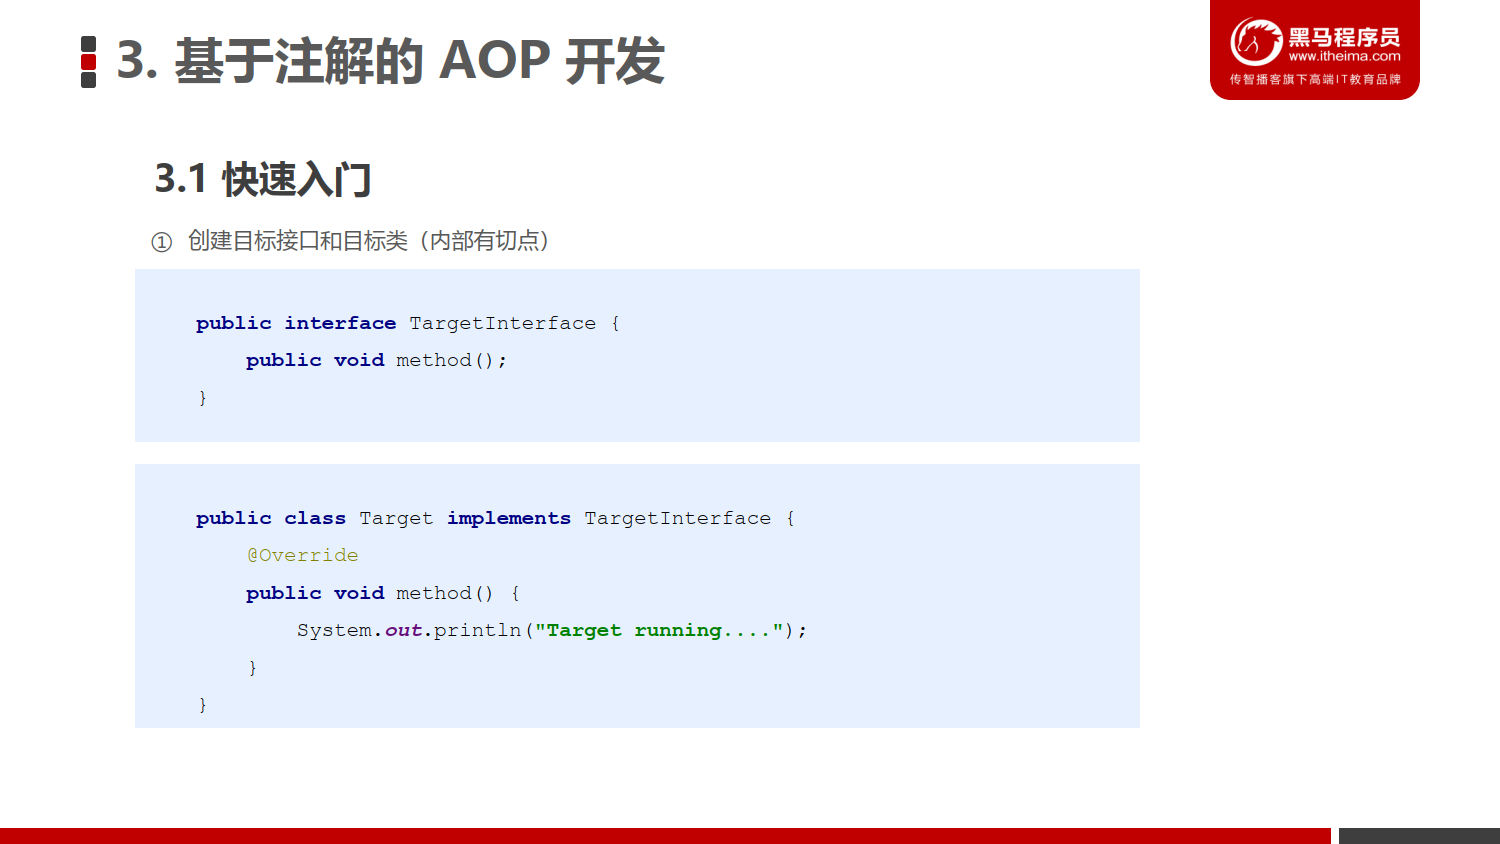 3. 基于注解的 AOP 开发
黑马程序员
www.itheima.com
传智播客旗下高端IT教育品牌
3.1 快速入门
① 创建目标接口和目标类（内部有切点）
public interface TargetInterface {
    public void method();
}
public class Target implements TargetInterface {
    @Override
    public void method() {
        System.out.println("Target running....");
    }
}